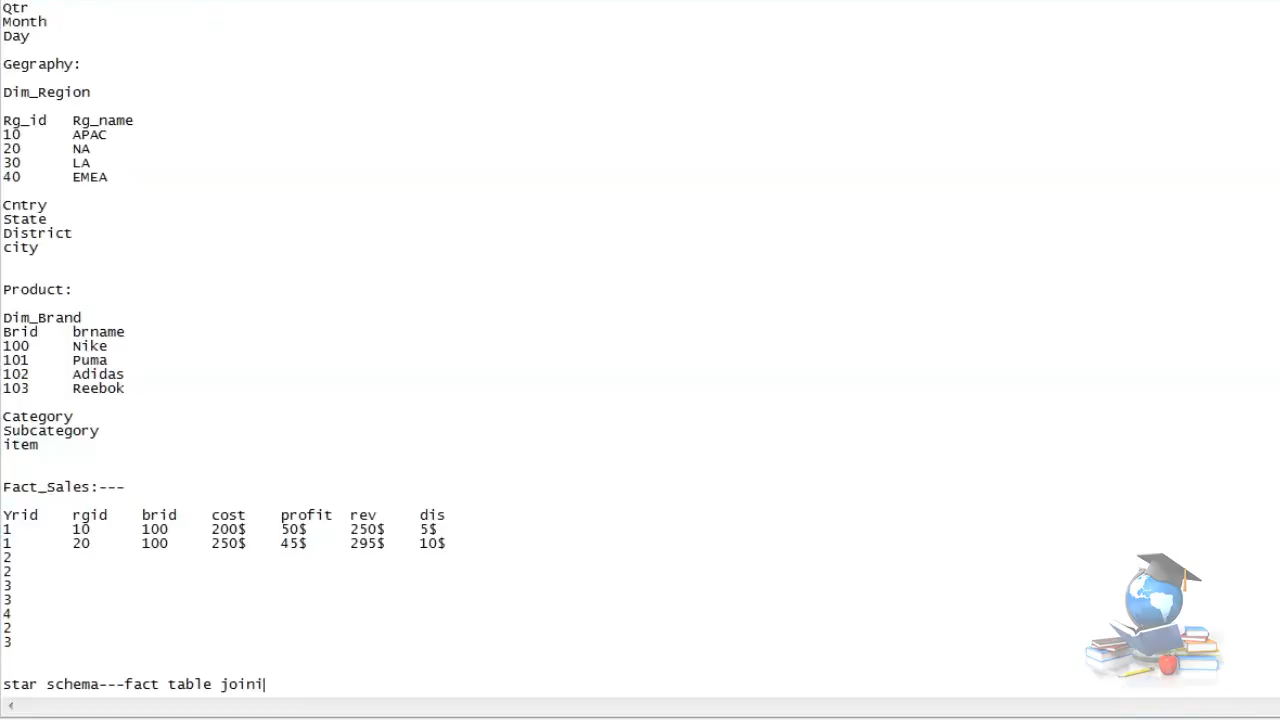 Qtr
Month
Day
Gegraphy:
Dim_Region
Rg_id Rg_name
10 APAC
20 NA
30 LA
40 EMEA
Cntry
State
District
city
Product:
Dim_Brand
Brid brname
100 Nike
101 Puma
102 Adidas
103 Reebok
Category
Subcategory
item
Fact_Sales:---
Yrid rgid brid cost profit rev dis
1 10 100 200$ 50$ 250$ 5$
1 20 100 250$ 45$ 295$ 10$
2
2
3
3
4
2
3
star schema---fact table joini